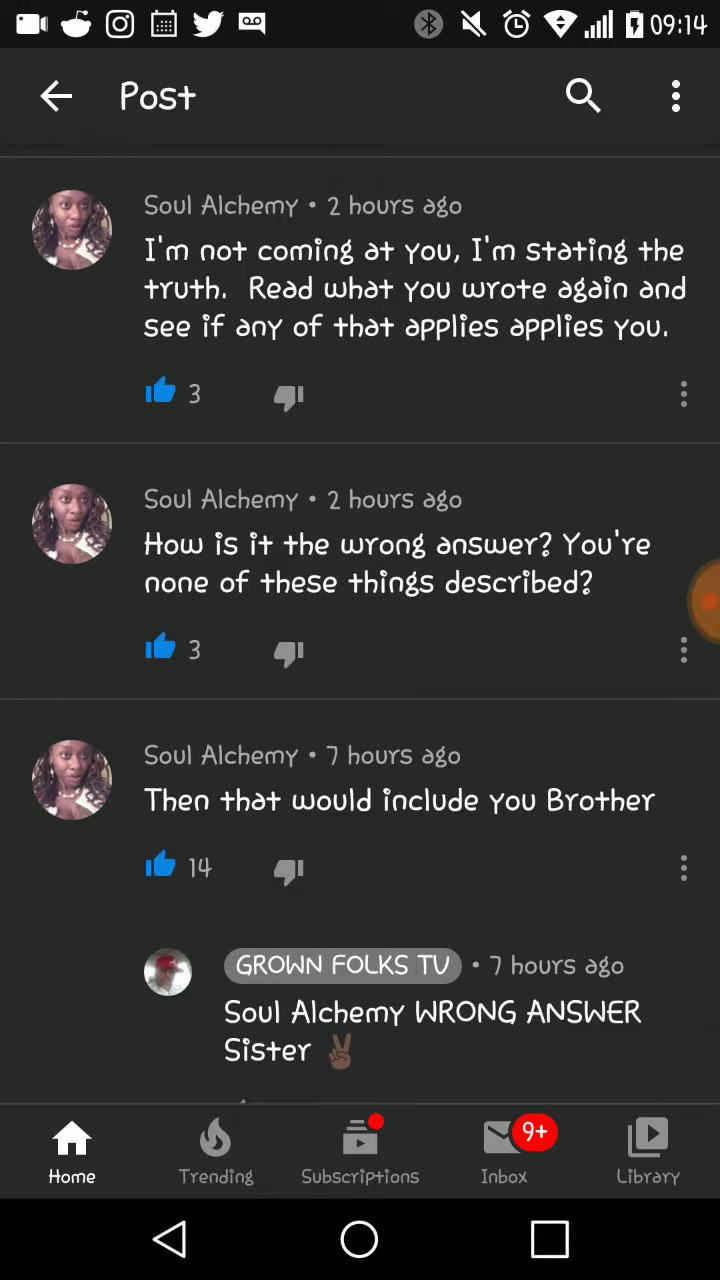 09:14
Post
Soul Alchemy • 2 hours ago
I'm not coming at you, I'm stating the
truth.  Read what you wrote again and
see if any of that applies applies you.
3
Soul Alchemy • 2 hours ago
How is it the wrong answer? You're
none of these things described?
3
Soul Alchemy • 7 hours ago
Then that would include you Brother
14
GROWN FOLKS TV • 7 hours ago
Soul Alchemy WRONG ANSWER
Sister ✌🏾
9+
Home Trending Subscriptions Inbox Library